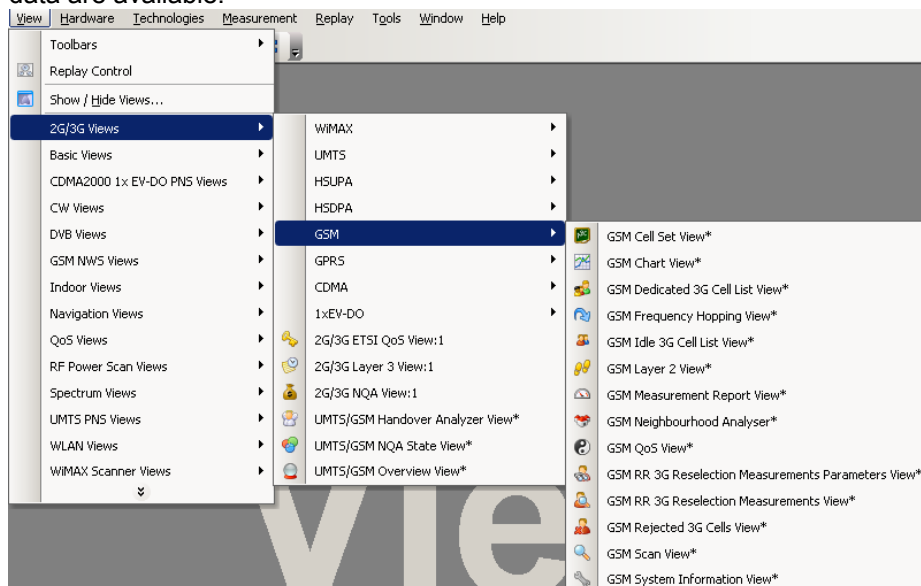 data are available.
View Hardware Technologies Measurement Replay Tools Window Help
Toolbars
Replay Control
Show / Hide Views...
2G/3G Views
Basic Views
CDMA2000 1x EV-DO PNS Views
CW Views
DVB Views
GSM NWS Views
Indoor Views
Navigation Views
QoS Views
RF Power Scan Views
Spectrum Views
UMTS PNS Views
WLAN Views
WiMAX Scanner Views
WiMAX
UMTS
HSUPA
HSDPA
GSM
GPRS
CDMA
1xEV-DO
2G/3G ETSI QoS View:1
2G/3G Layer 3 View:1
2G/3G NQA View:1
UMTS/GSM Handover Analyzer View*
UMTS/GSM NQA State View*
UMTS/GSM Overview View*
GSM Cell Set View*
GSM Chart View*
GSM Dedicated 3G Cell List View*
GSM Frequency Hopping View*
GSM Idle 3G Cell List View*
GSM Layer 2 View*
GSM Measurement Report View*
GSM Neighbourhood Analyser*
GSM QoS View*
GSM RR 3G Reselection Measurements Parameters View*
GSM RR 3G Reselection Measurements View*
GSM Rejected 3G Cells View*
GSM Scan View*
GSM System Information View*
Vie